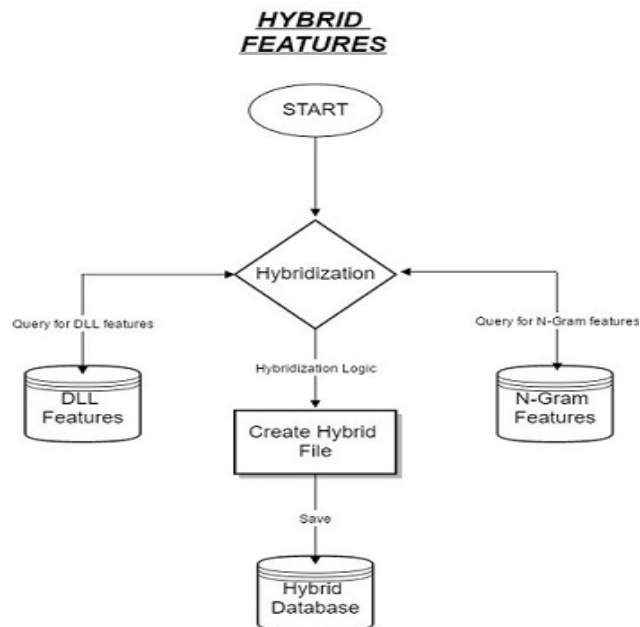 HYBRID
FEATURES
START
Hybridization
Query for DLL features
Query for N-Gram features
DLL
Features
Hybridization Logic
N-Gram
Features
Create Hybrid
File
Save
Hybrid
Database